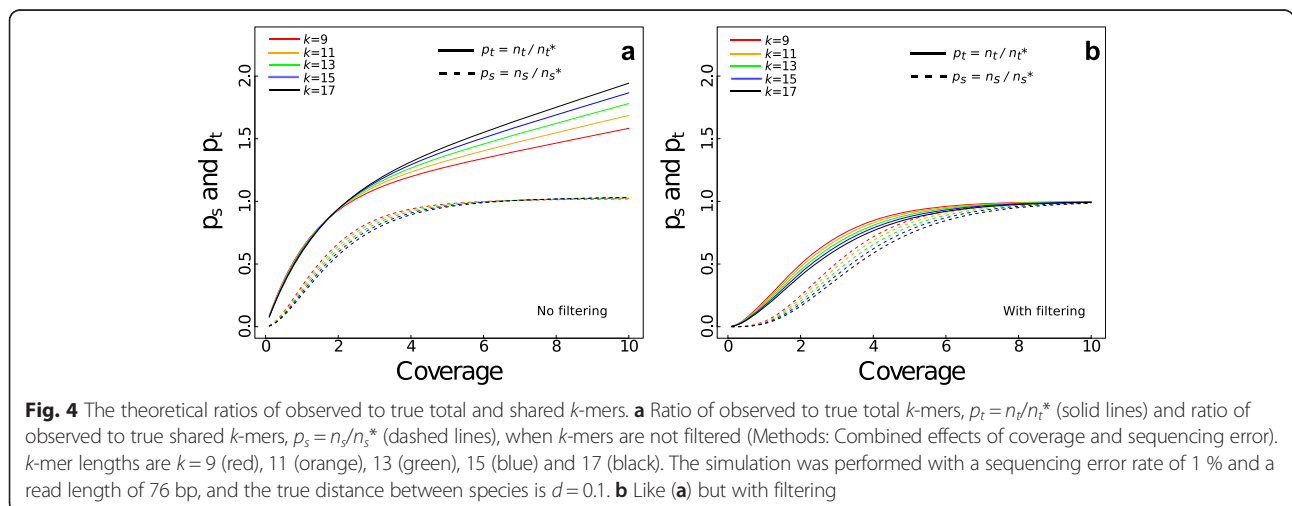 k=9
k=11
k=13
k=15
k=17
pt = nt / nt*
ps = ns / ns*
a
2.0
1.5
1.0
0.5
0.0
ps and pt
No filtering
0 2 4 6 8 10
Coverage
k=9
k=11
k=13
k=15
k=17
pt = nt / nt*
ps = ns / ns*
b
2.0
1.5
1.0
0.5
0.0
ps and pt
With filtering
0 2 4 6 8 10
Coverage
Fig. 4 The theoretical ratios of observed to true total and shared k-mers. a Ratio of observed to true total k-mers, pt = nt/nt* (solid lines) and ratio of
observed to true shared k-mers, ps = ns/ns* (dashed lines), when k-mers are not filtered (Methods: Combined effects of coverage and sequencing error).
k-mer lengths are k = 9 (red), 11 (orange), 13 (green), 15 (blue) and 17 (black). The simulation was performed with a sequencing error rate of 1 % and a
read length of 76 bp, and the true distance between species is d = 0.1. b Like (a) but with filtering